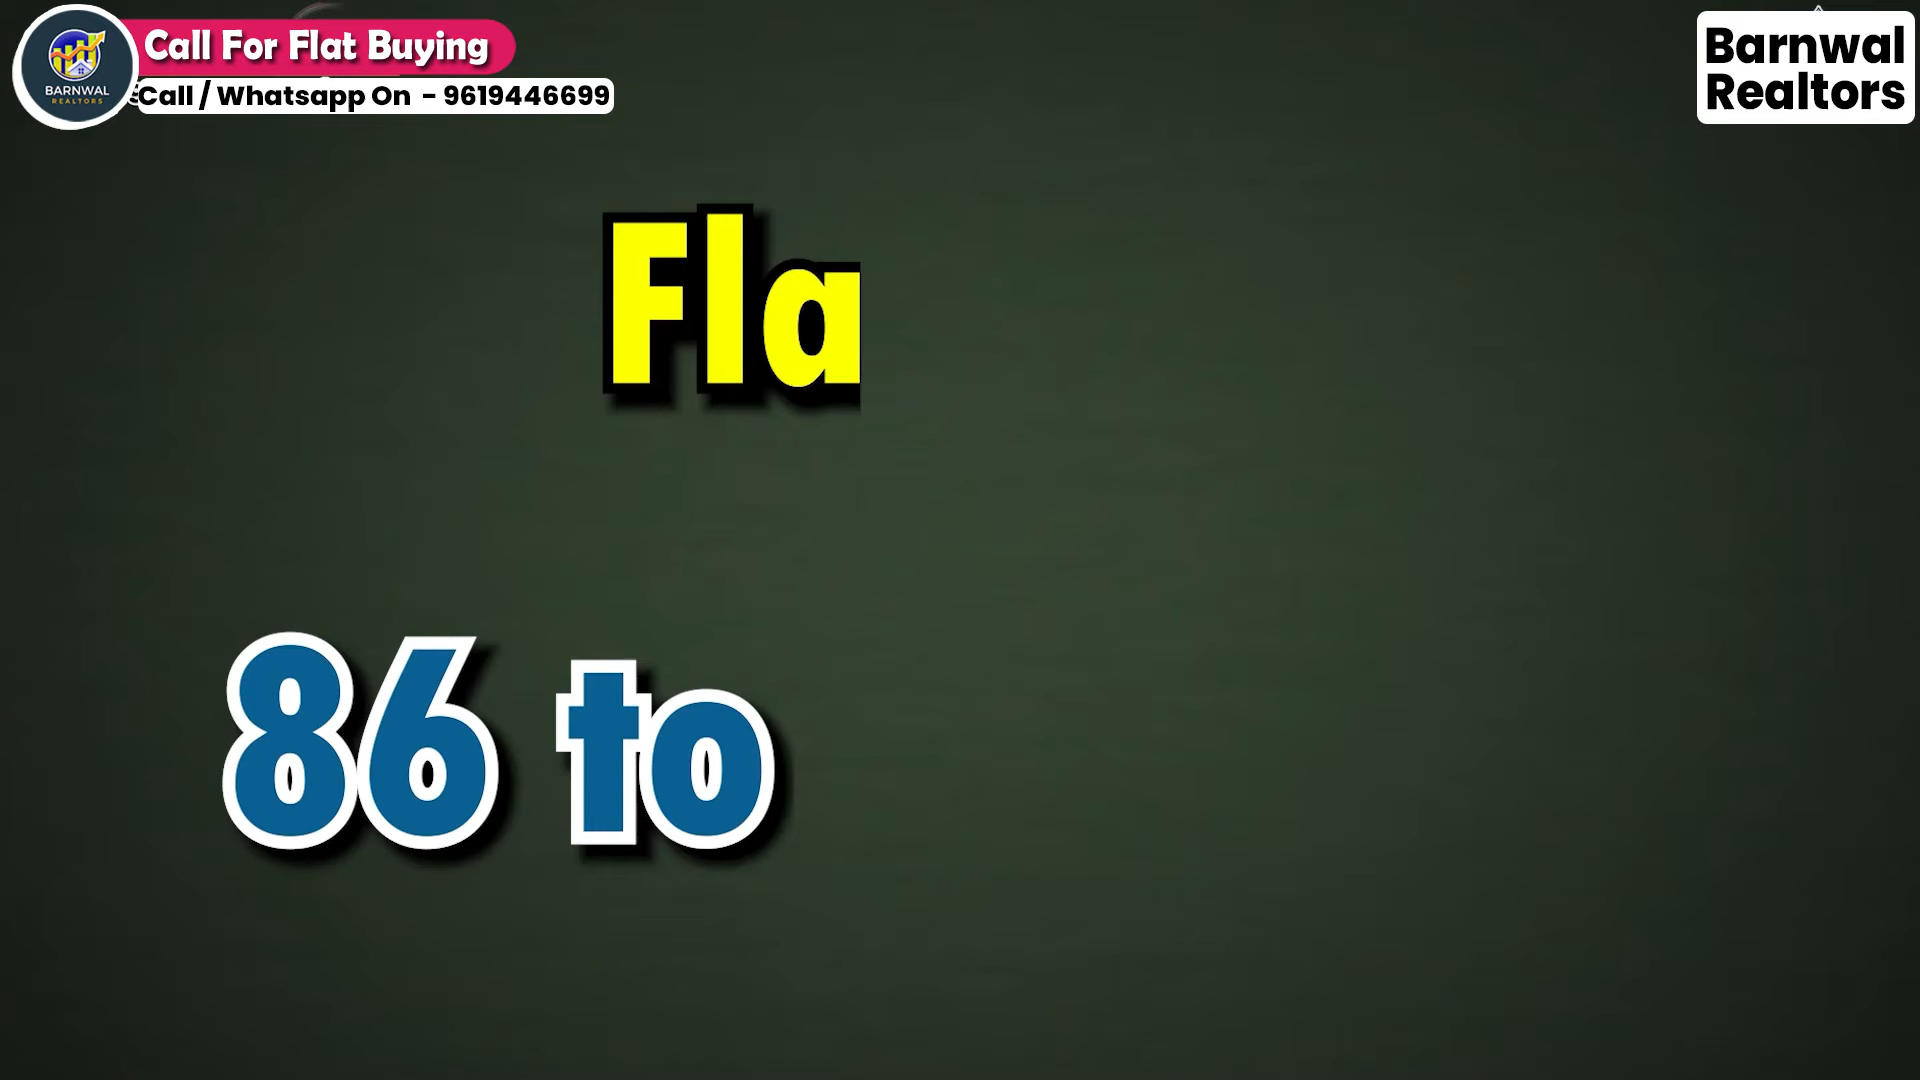 Call For Flat Buying
Call / Whatsapp On - 9619446699
BARNWAL
REALTORS
Barnwal
Realtors
Fla
86 to